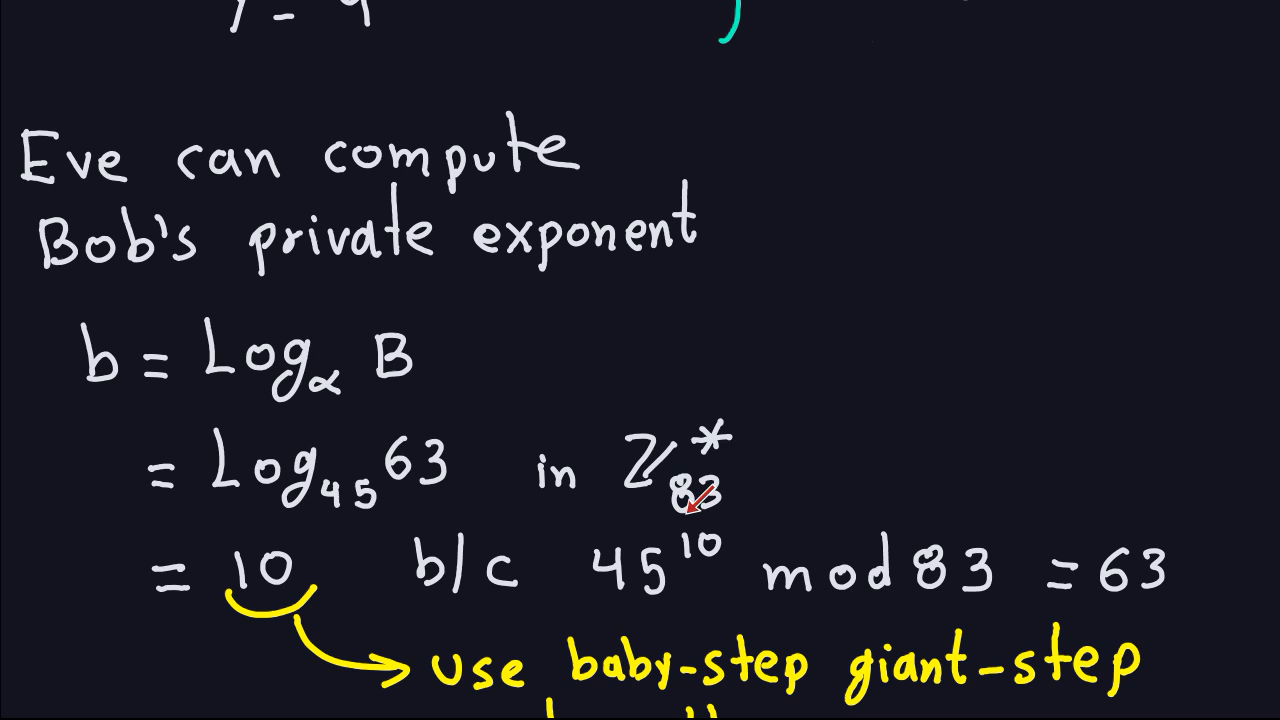 Eve can compute
Bob's private exponent
b = Log_α B
= Log_45 63 in ℤ*_83
= 10 b/c 45^10 mod 83 = 63
use baby-step giant-step